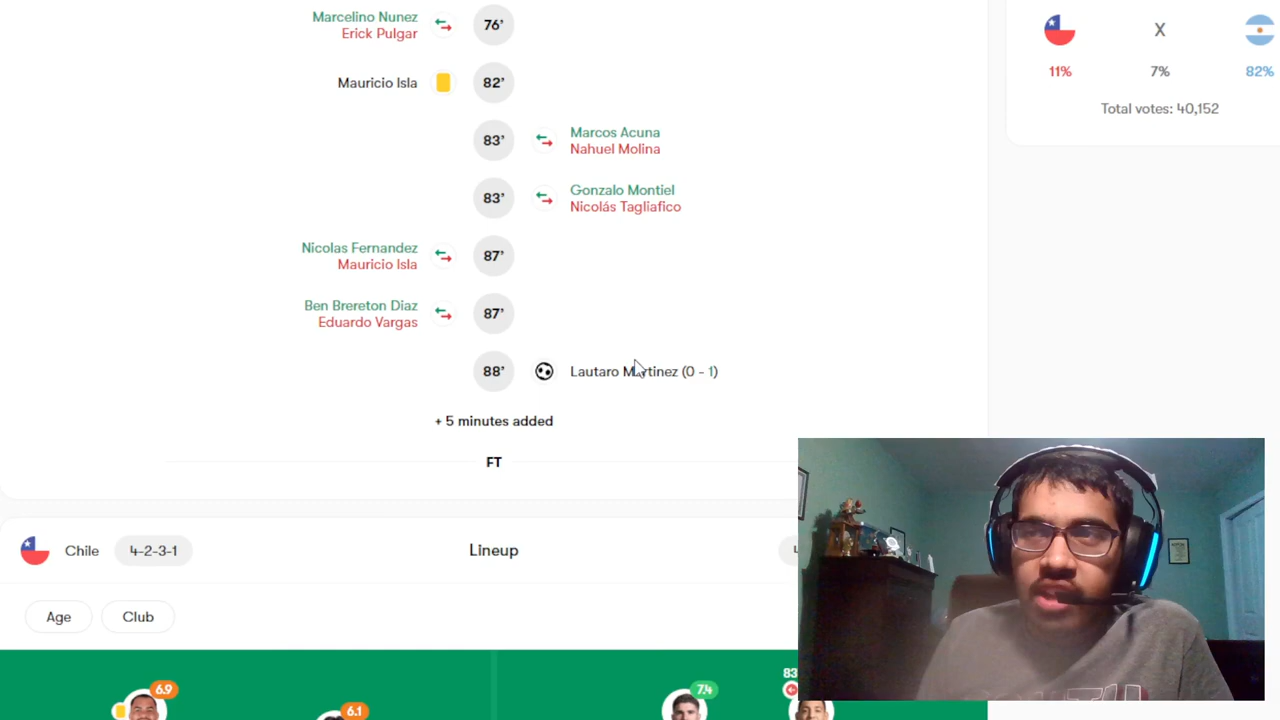 Marcelino Nunez
Erick Pulgar
76’
11%
7%
82%
X
Mauricio Isla
82’
Total votes: 40,152
83’
Marcos Acuna
Nahuel Molina
83’
Gonzalo Montiel
Nicolás Tagliafico
Nicolas Fernandez
Mauricio Isla
87’
Ben Brereton Diaz
Eduardo Vargas
87’
88’
Lautaro Martinez (0 - 1)
+ 5 minutes added
FT
Chile
4-2-3-1
Lineup
Age
Club
6.9
6.1
7.4
83